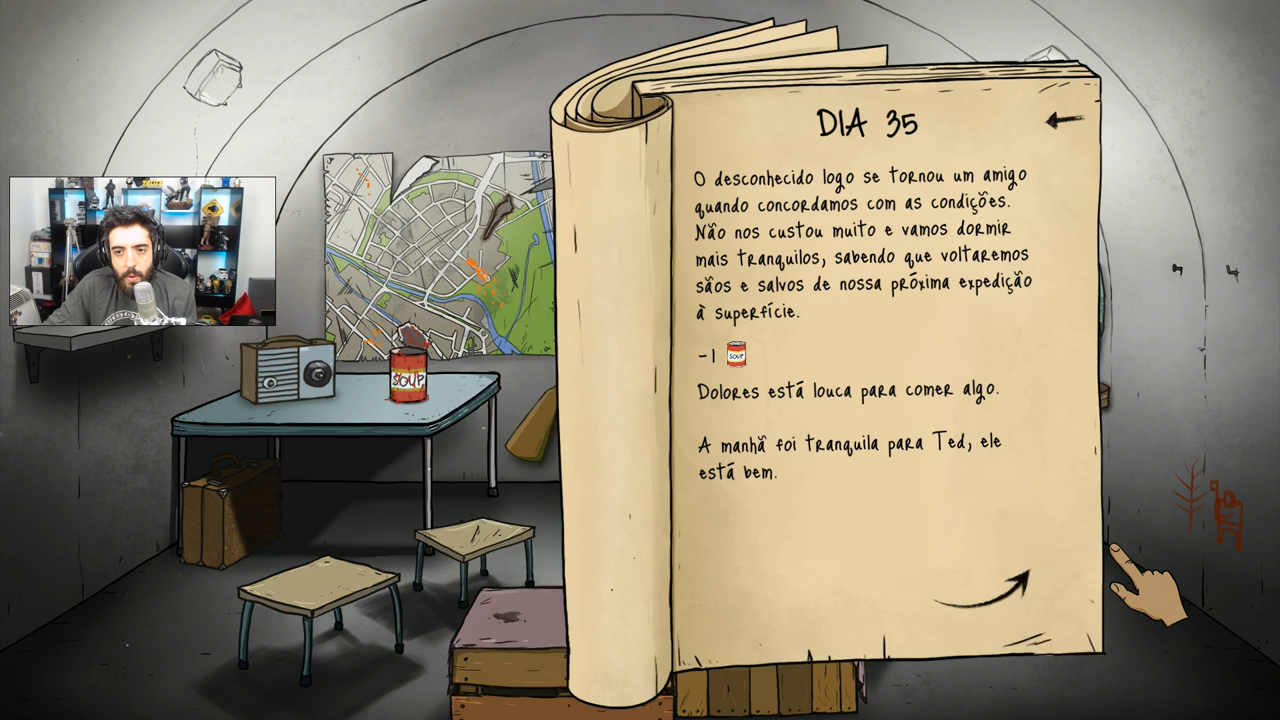 DIA 35
O desconhecido logo se tornou um amigo
quando concordamos com as condições.
Não nos custou muito e vamos dormir
mais tranquilos, sabendo que voltaremos
sãos e salvos de nossa próxima expedição
à superfície.
-1 SOUP
Dolores está louca para comer algo.
A manhã foi tranquila para Ted, ele
está bem.
SOUP